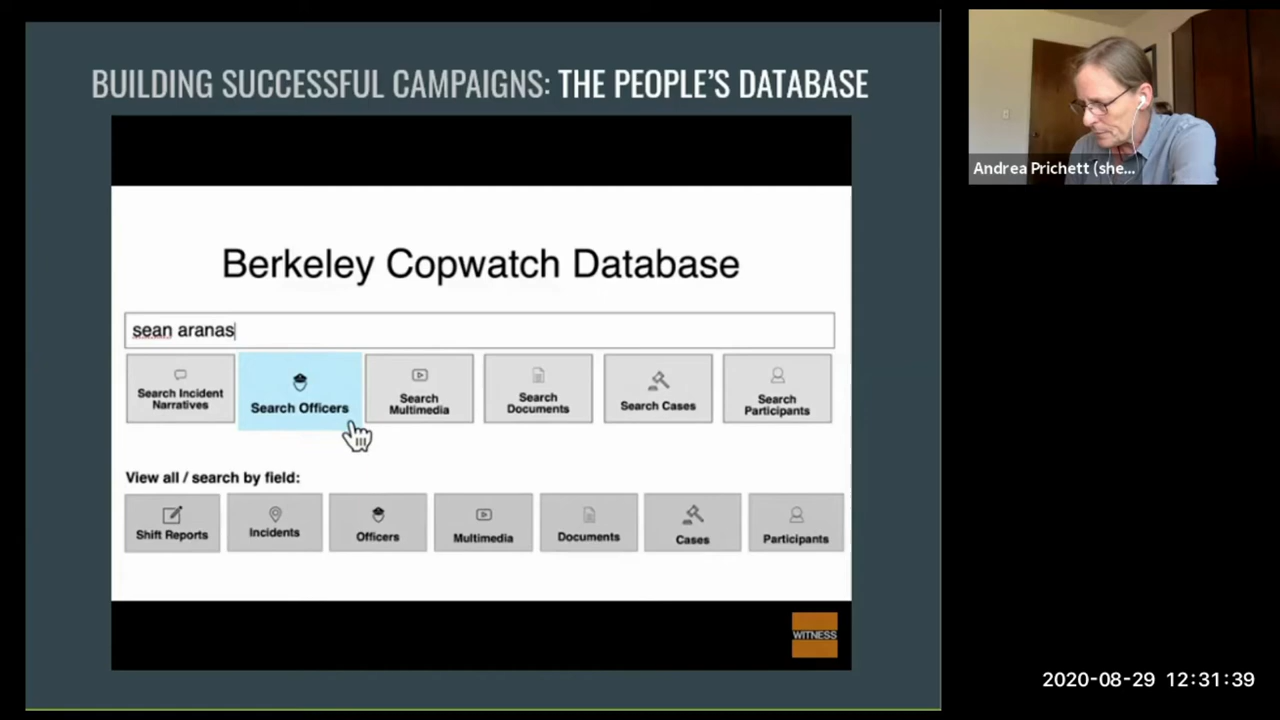 BUILDING SUCCESSFUL CAMPAIGNS: THE PEOPLE'S DATABASE
Andrea Prichett (she...
Berkeley Copwatch Database
sean aranas
Search Incident
Narratives
Search Officers
Search
Multimedia
Search
Documents
Search Cases
Search
Participants
View all / search by field:
Shift Reports
Incidents
Officers
Multimedia
Documents
Cases
Participants
WITNESS
2020-08-29 12:31:39